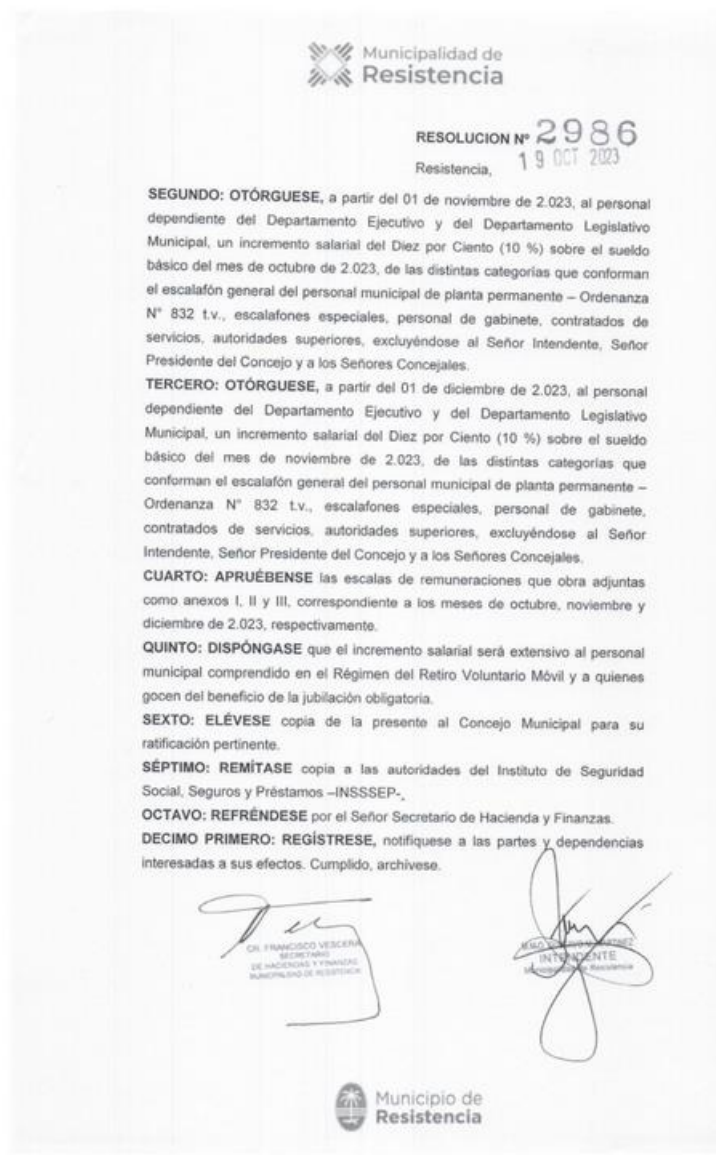 Municipalidad de
Resistencia
RESOLUCION Nº 2986
Resistencia, 19 OCT 2023
SEGUNDO: OTÓRGUESE, a partir del 01 de noviembre de 2.023, al personal
dependiente del Departamento Ejecutivo y del Departamento Legislativo
Municipal, un incremento salarial del Diez por Ciento (10 %) sobre el sueldo
básico del mes de octubre de 2.023, de las distintas categorías que conforman
el escalafón general del personal municipal de planta permanente – Ordenanza
N° 832 t.v., escalafones especiales, personal de gabinete, contratados de
servicios, autoridades superiores, excluyéndose al Señor Intendente, Señor
Presidente del Concejo y a los Señores Concejales.
TERCERO: OTÓRGUESE, a partir del 01 de diciembre de 2.023, al personal
dependiente del Departamento Ejecutivo y del Departamento Legislativo
Municipal, un incremento salarial del Diez por Ciento (10 %) sobre el sueldo
básico del mes de noviembre de 2.023, de las distintas categorías que
conforman el escalafón general del personal municipal de planta permanente –
Ordenanza N° 832 t.v., escalafones especiales, personal de gabinete,
contratados de servicios, autoridades superiores, excluyéndose al Señor
Intendente, Señor Presidente del Concejo y a los Señores Concejales.
CUARTO: APRUÉBENSE las escalas de remuneraciones que obra adjuntas
como anexos I, II y III, correspondiente a los meses de octubre, noviembre y
diciembre de 2.023, respectivamente.
QUINTO: DISPÓNGASE que el incremento salarial será extensivo al personal
municipal comprendido en el Régimen del Retiro Voluntario Móvil y a quienes
gocen del beneficio de la jubilación obligatoria.
SEXTO: ELÉVESE copia de la presente al Concejo Municipal para su
ratificación pertinente.
SÉPTIMO: REMÍTASE copia a las autoridades del Instituto de Seguridad
Social, Seguros y Préstamos –INSSSEP-.
OCTAVO: REFRÉNDESE por el Señor Secretario de Hacienda y Finanzas.
DECIMO PRIMERO: REGÍSTRESE, notifiquese a las partes y dependencias
interesadas a sus efectos. Cumplido, archívese.
CR. FRANCISCO VESCERA
SECRETARIO
DE HACIENDAS Y FINANZAS
MUNICIPALIDAD DE RESISTENCIA
MARTINEZ
INTENDENTE
Municipalidad de Resistencia
Municipio de
Resistencia